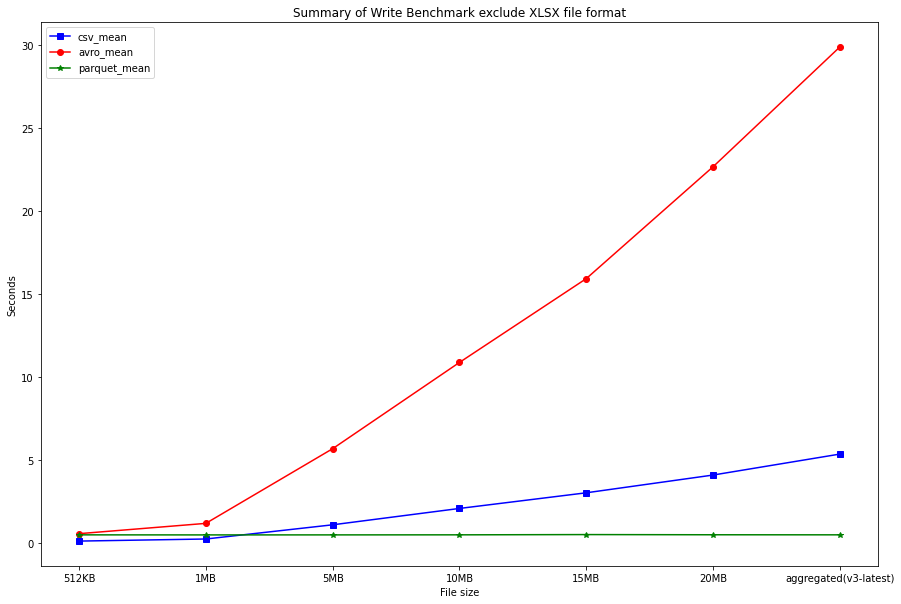 Summary of Write Benchmark exclude XLSX file format
csv_mean
avro_mean
parquet_mean
30
25
20
15
10
5
0
Seconds
512KB 1MB 5MB 10MB 15MB 20MB aggregated(v3-latest)
File size